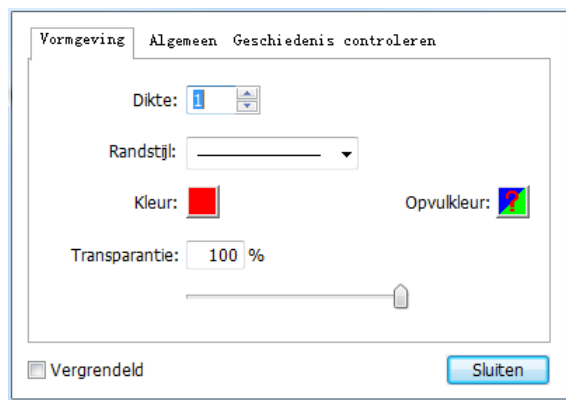 Vormgeving Algemeen Geschiedenis controleren
Dikte: 1
Randstijl:
Kleur: Opvulkleur: ?
Transparantie: 100 %
Vergrendeld Sluiten